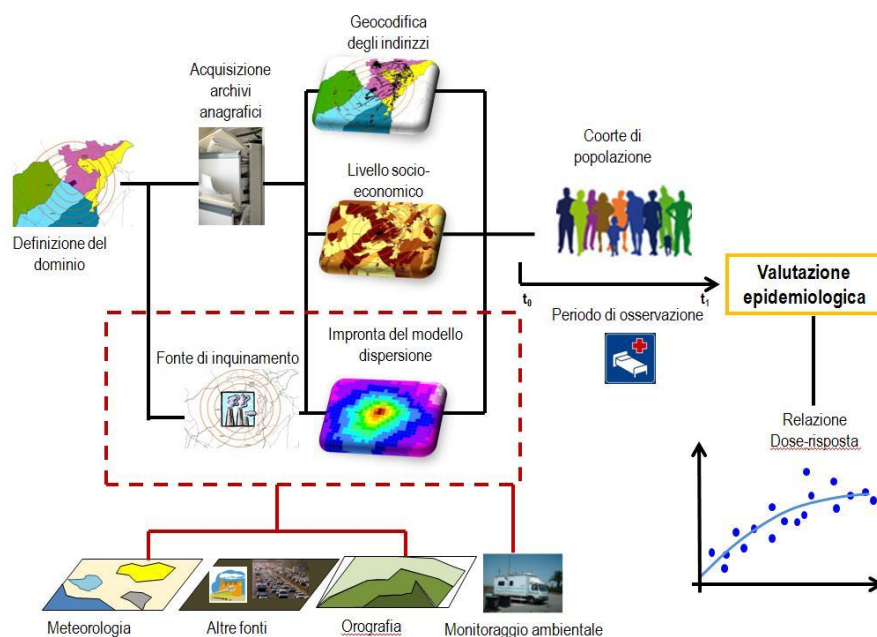 Geocodifica
degli indirizzi
Acquisizione
archivi
anagrafici
Coorte di
popolazione
Livello socio-
economico
Definizione del
dominio
Valutazione
epidemiologica
t0
t1
Periodo di osservazione
Impronta del modello
dispersione
Fonte di inquinamento
Relazione
Dose-risposta
Meteorologia
Altre fonti
Orografia
Monitoraggio ambientale